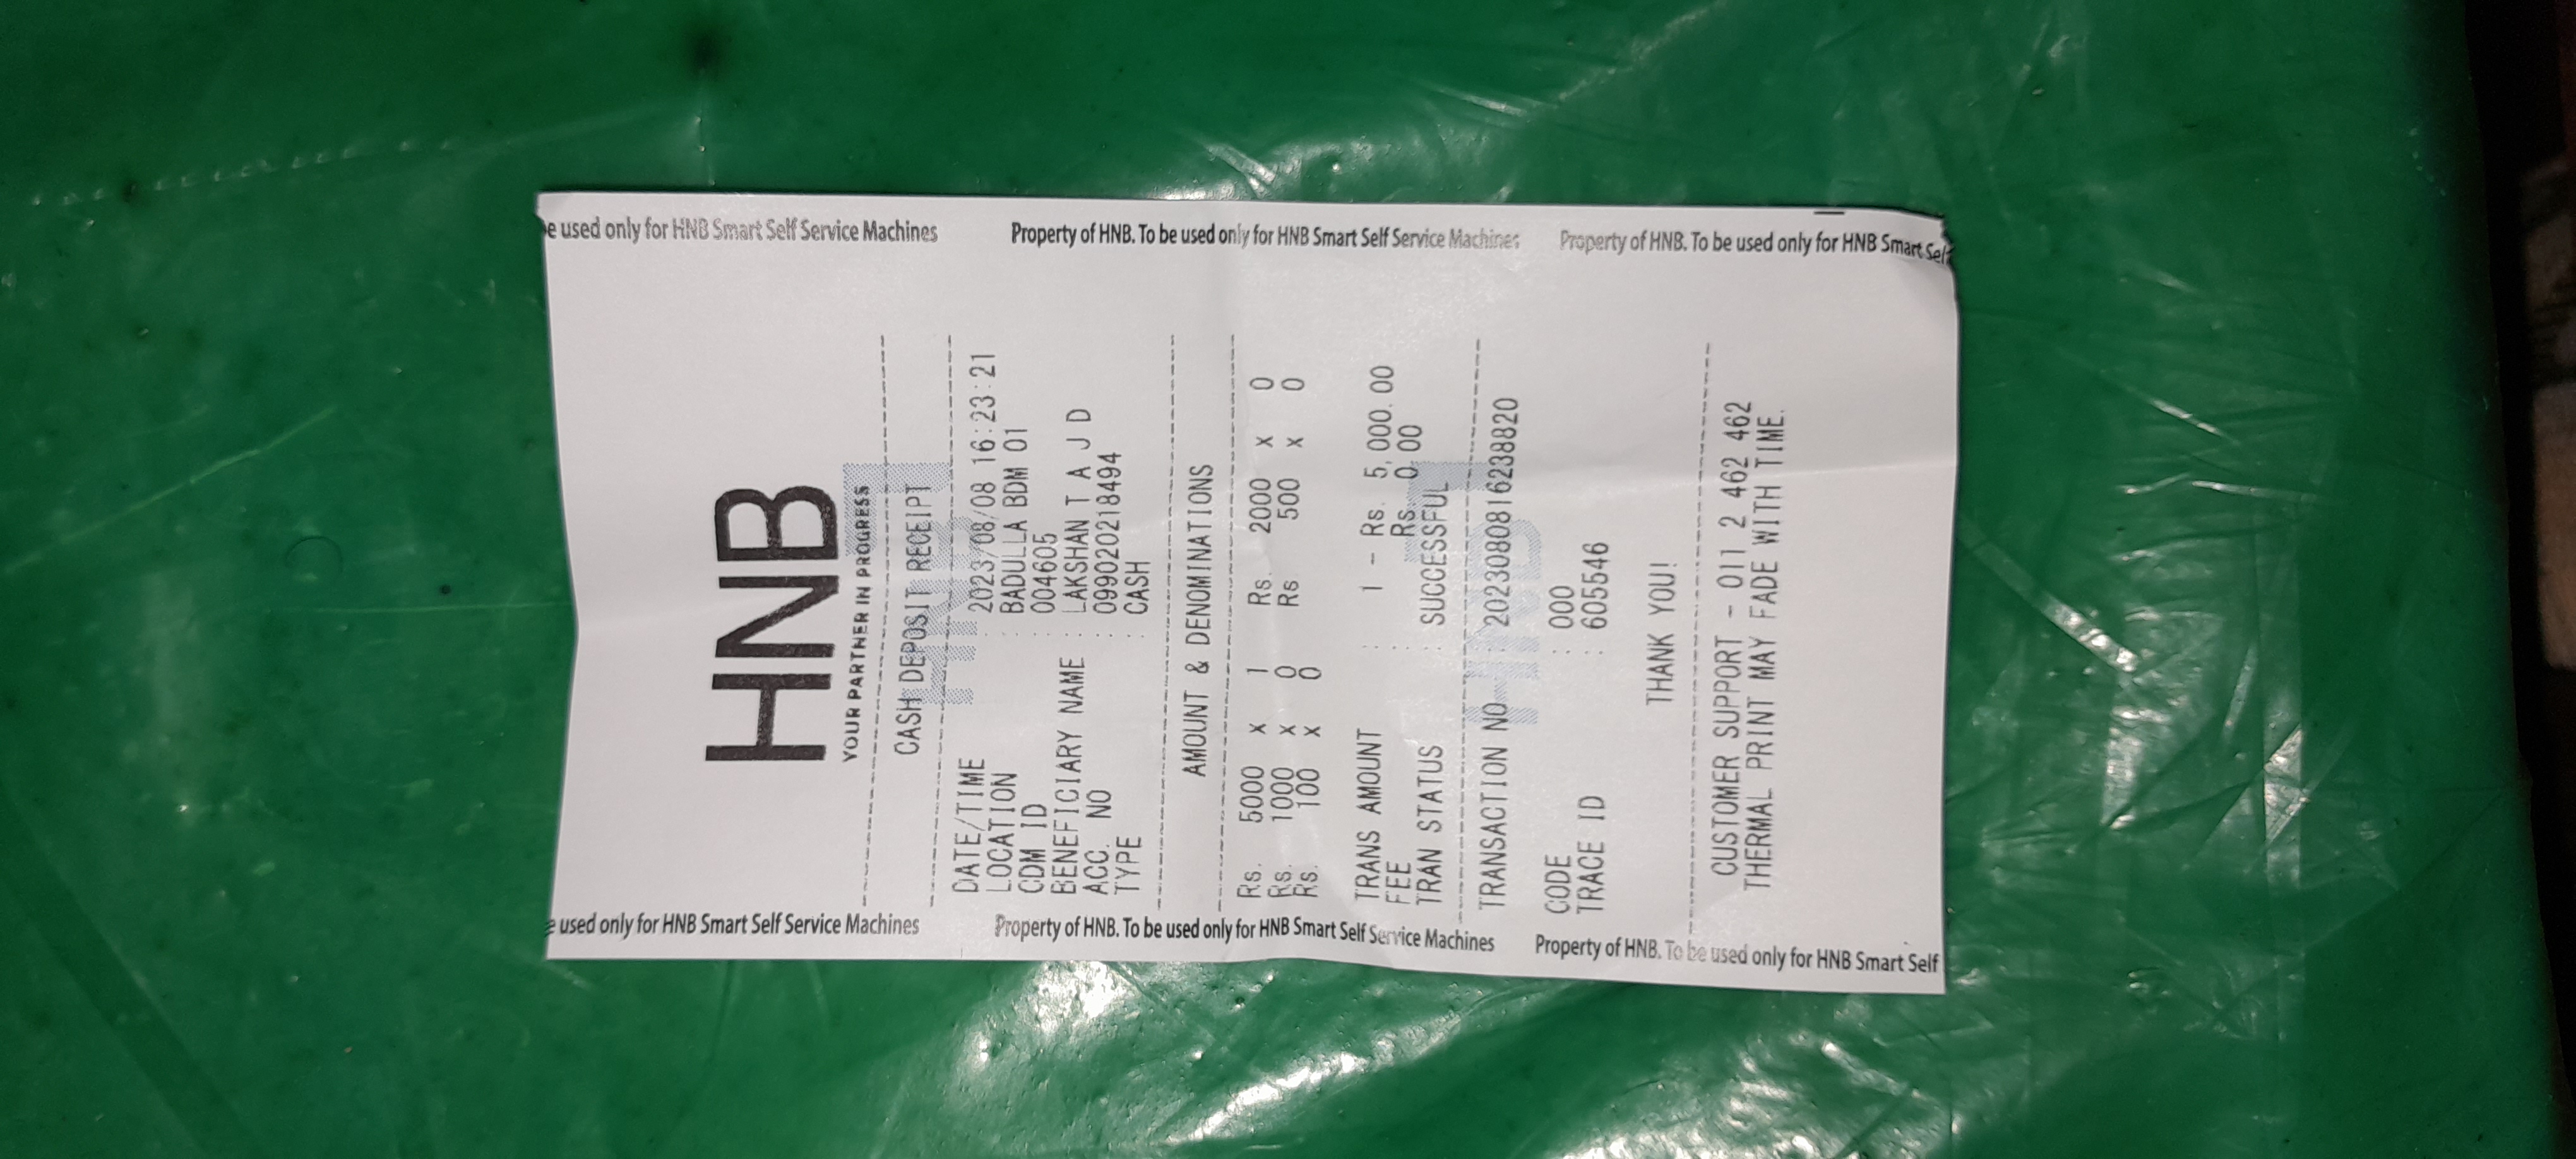 e used only for HNB Smart Self Service Machines
Property of HNB. To be used only for HNB Smart Self Service Machines
Property of HNB. To be used only for HNB Smart Self
HNB
YOUR PARTNER IN PROGRESS
CASH DEPOSIT RECEIPT
DATE/TIME : 2023/08/08 16:23:21
LOCATION : BADULLA BDM 01
CDM ID : 004605
BENEFICIARY NAME : LAKSHAN T A J D
ACC. NO : 099020218494
TYPE : CASH
AMOUNT & DENOMINATIONS
Rs. 5000 x 1 Rs. 2000 x 0
Rs. 1000 x 0 Rs 500 x 0
Rs. 100 x 0
TRANS AMOUNT : 1 - Rs. 5,000.00
FEE : Rs. 0.00
TRAN STATUS : SUCCESSFUL
TRANSACTION NO : 2023080816238820
CODE : 000
TRACE ID : 605546
THANK YOU!
CUSTOMER SUPPORT - 011 2 462 462
THERMAL PRINT MAY FADE WITH TIME.
e used only for HNB Smart Self Service Machines
Property of HNB. To be used only for HNB Smart Self Service Machines
Property of HNB. To be used only for HNB Smart Self